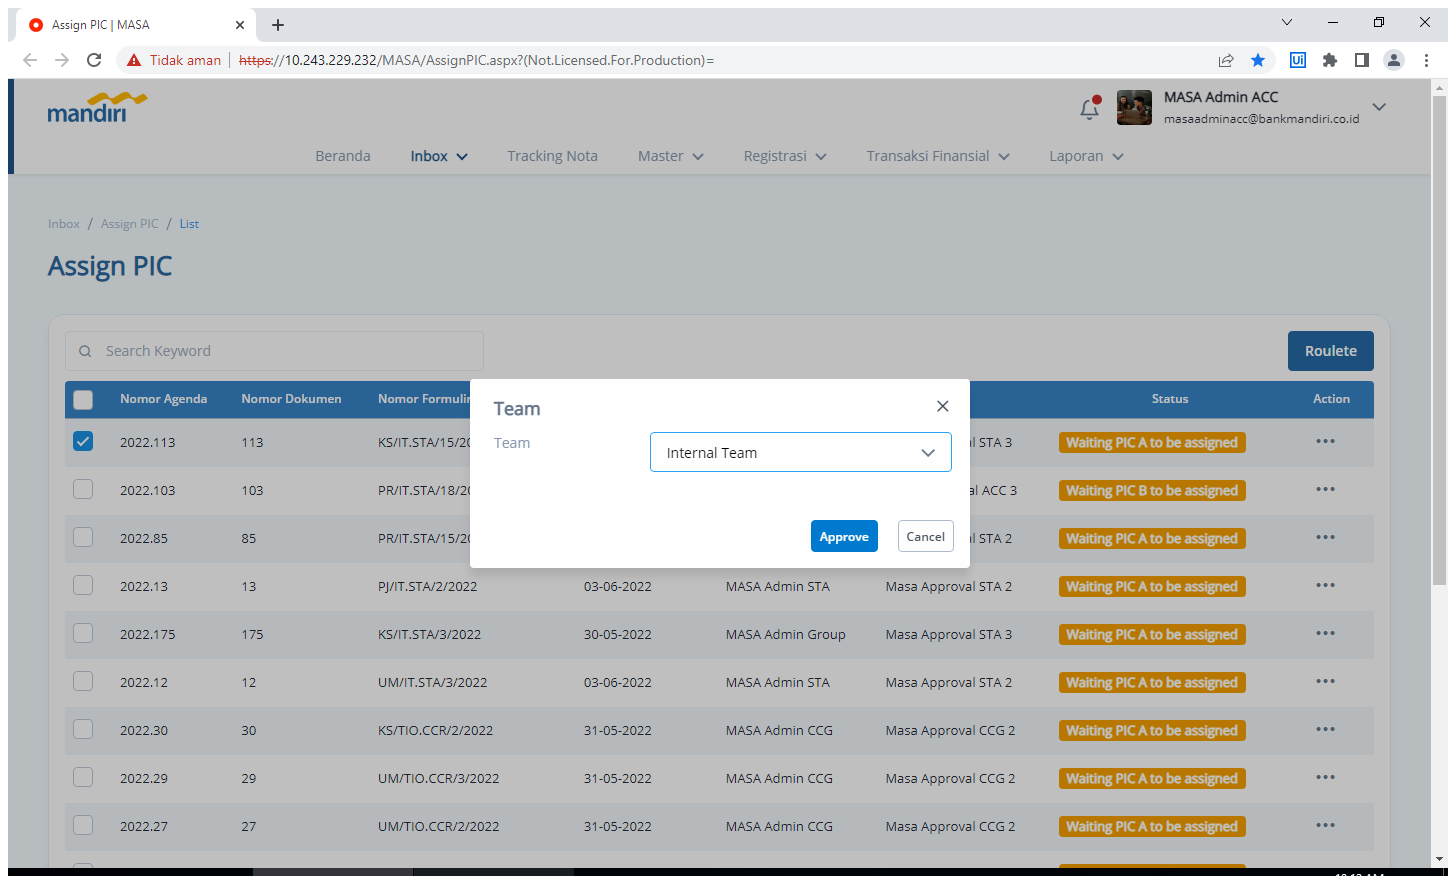 Assign PIC | MASA
Tidak aman https://10.243.229.232/MASA/AssignPIC.aspx?(Not.Licensed.For.Production)=
Ui
mandiri
MASA Admin ACC
masaadminacc@bankmandiri.co.id
Beranda Inbox Tracking Nota Master Registrasi Transaksi Finansial Laporan
Inbox / Assign PIC / List
Assign PIC
Search Keyword Roulete
Nomor Agenda Nomor Dokumen Nomor Formulir Status Action
2022.113 113 KS/IT.STA/15/20 STA 3 Waiting PIC A to be assigned
2022.103 103 PR/IT.STA/18/20 al ACC 3 Waiting PIC B to be assigned
2022.85 85 PR/IT.STA/15/20 STA 2 Waiting PIC A to be assigned
Team
Team Internal Team
Approve Cancel
2022.13 13 PJ/IT.STA/2/2022 03-06-2022 MASA Admin STA Masa Approval STA 2 Waiting PIC A to be assigned
2022.175 175 KS/IT.STA/3/2022 30-05-2022 MASA Admin Group Masa Approval STA 3 Waiting PIC A to be assigned
2022.12 12 UM/IT.STA/3/2022 03-06-2022 MASA Admin STA Masa Approval STA 2 Waiting PIC A to be assigned
2022.30 30 KS/TIO.CCR/2/2022 31-05-2022 MASA Admin CCG Masa Approval CCG 2 Waiting PIC A to be assigned
2022.29 29 UM/TIO.CCR/3/2022 31-05-2022 MASA Admin CCG Masa Approval CCG 2 Waiting PIC A to be assigned
2022.27 27 UM/TIO.CCR/2/2022 31-05-2022 MASA Admin CCG Masa Approval CCG 2 Waiting PIC A to be assigned